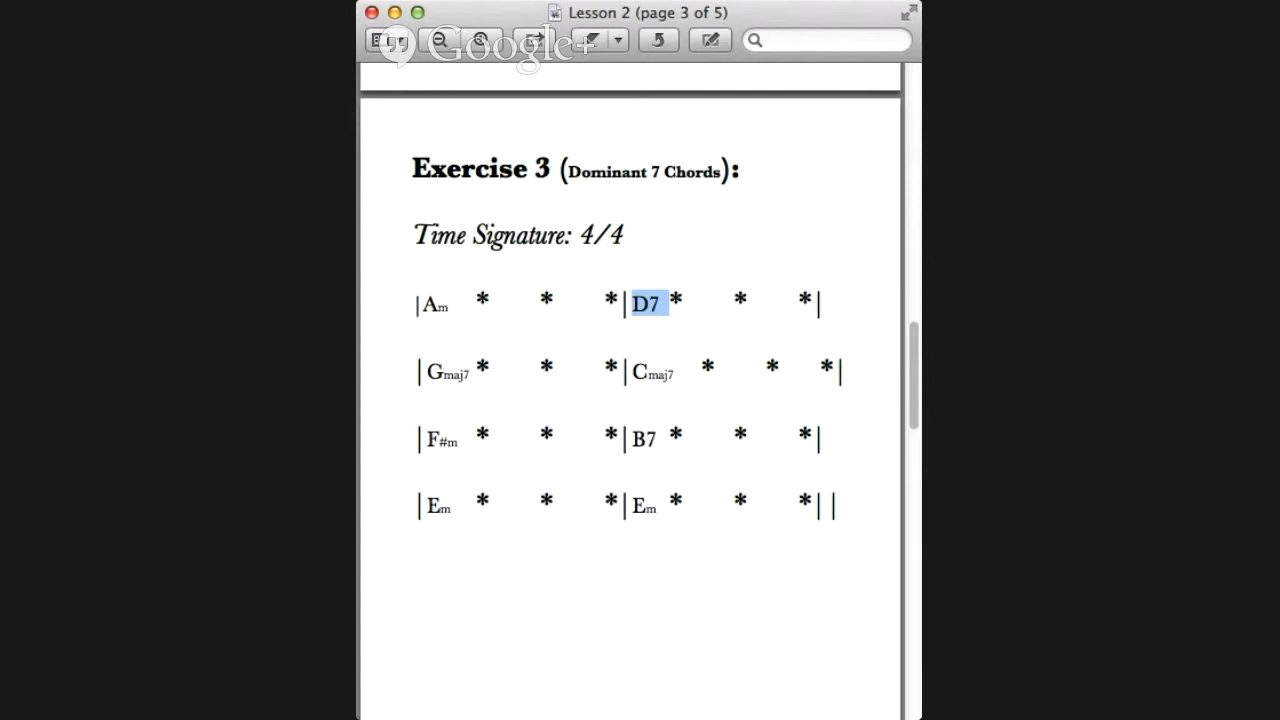 Lesson 2 (page 3 of 5)
Google+
Exercise 3 (Dominant 7 Chords):
Time Signature: 4/4
|Am * * *|D7 * * *|
|Gmaj7 * * *|Cmaj7 * * *|
|F#m * * *|B7 * * *|
|Em * * *|Em * * *||